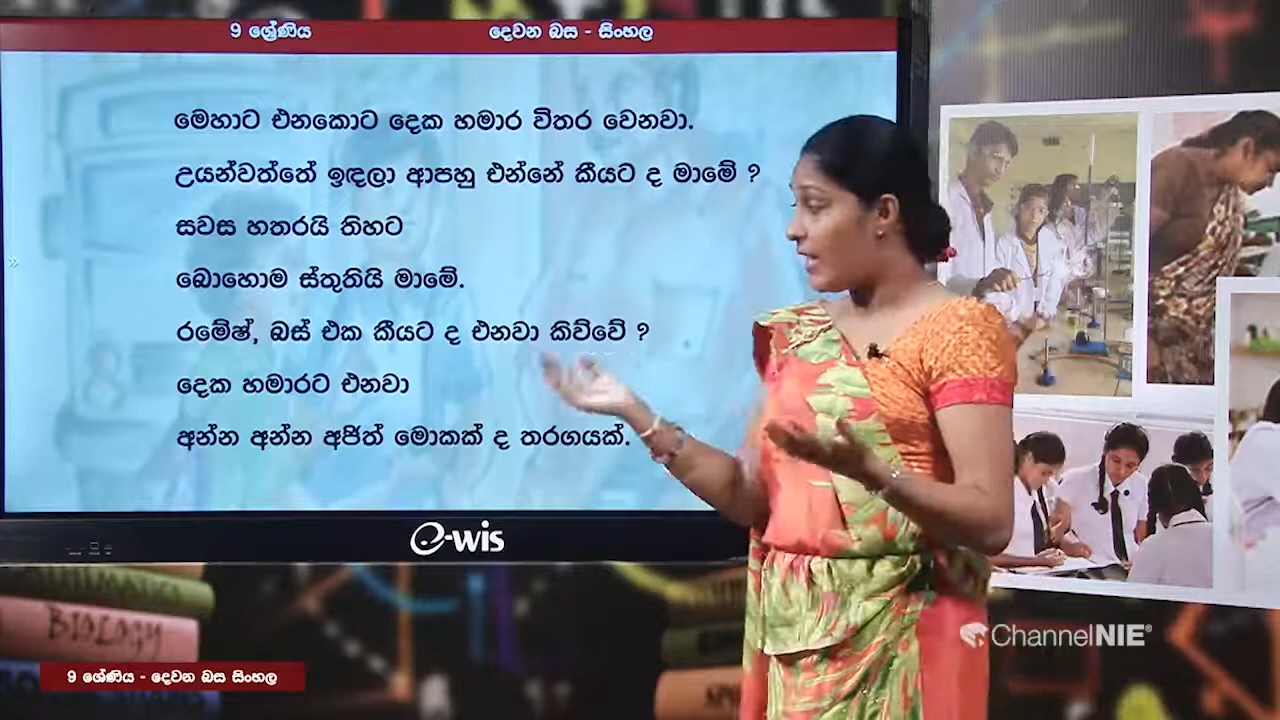 9 ශ්‍රේණිය
දෙවන බස - සිංහල
මෙහාට එනකොට දෙක හමාර විතර වෙනවා.
උයන්වත්තේ ඉඳලා ආපහු එන්නේ කීයට ද මාමේ ?
සවස හතරයි තිහට
බොහොම ස්තූතියි මාමේ.
රමේෂ්, බස් එක කීයට ද එනවා කිව්වේ ?
දෙක හමාරට එනවා
අන්න අන්න අජිත් මොකක් ද තරගයක්.
e-wis
BIOLOGY
ChannelNIE®
9 ශ්‍රේණිය - දෙවන බස සිංහල